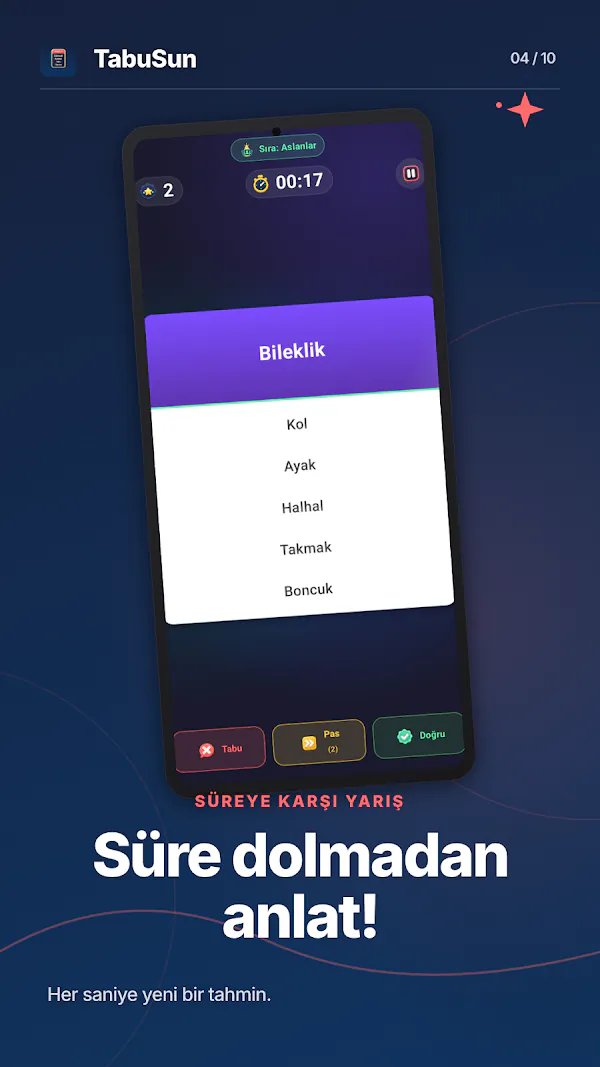 TabuSun
04 / 10
Sıra: Aslanlar
2
00:17
Bileklik
Kol
Ayak
Halhal
Takmak
Boncuk
Tabu
Pas
(2)
Doğru
SÜREYE KARŞI YARIŞ
Süre dolmadan
anlat!
Her saniye yeni bir tahmin.